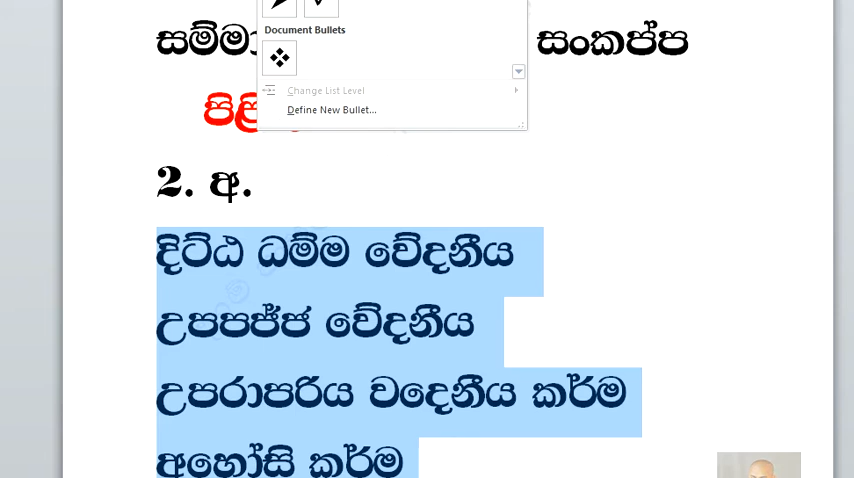 සම්මා සංකප්ප
Document Bullets
Change List Level
Define New Bullet...
2. අ.
දිට්ඨ ධම්ම වේදනීය
උපපජ්ජ වේදනීය
උපරාපරිය වදෙනීය කර්ම
අහෝසි කර්ම